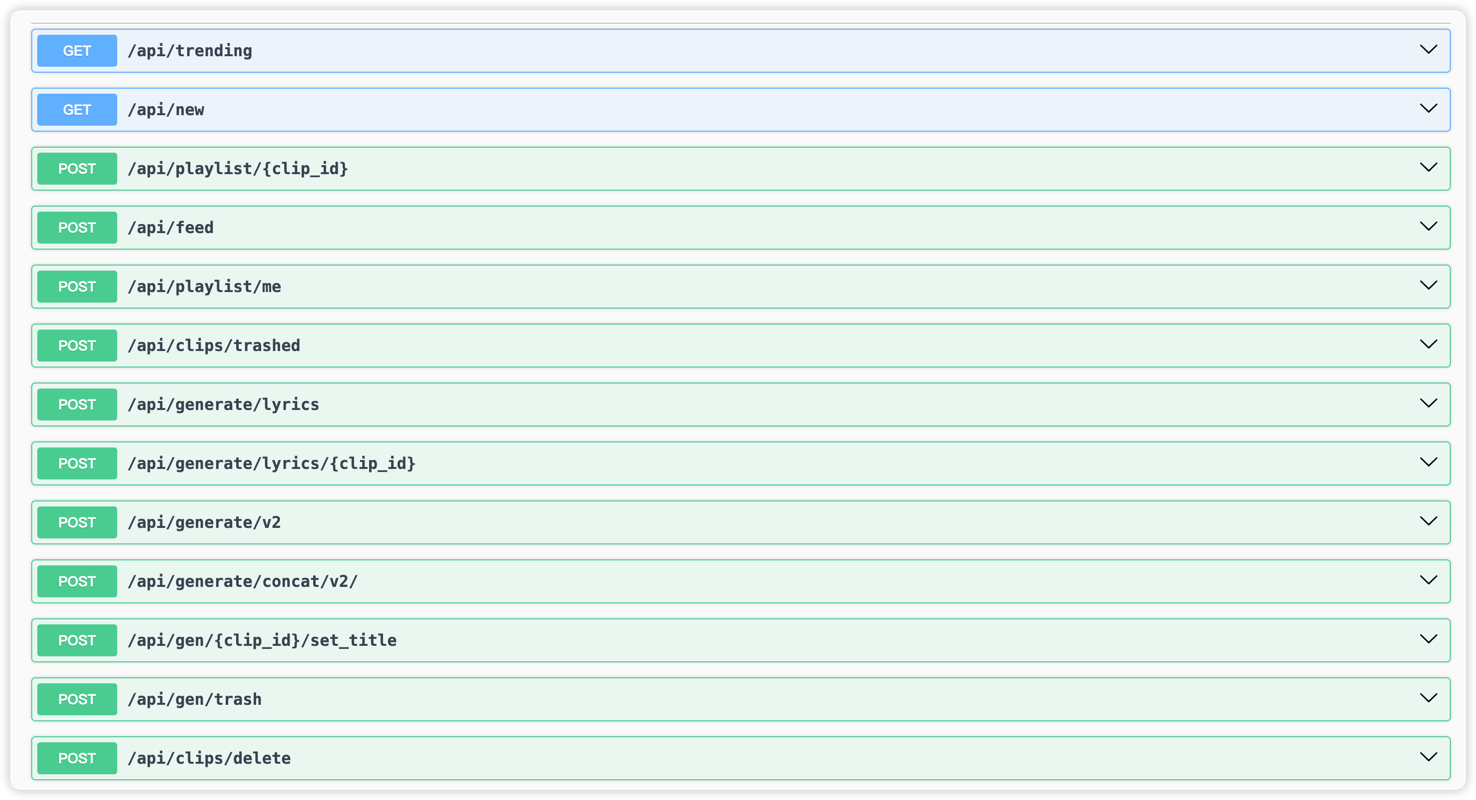 GET /api/trending
GET /api/new
POST /api/playlist/{clip_id}
POST /api/feed
POST /api/playlist/me
POST /api/clips/trashed
POST /api/generate/lyrics
POST /api/generate/lyrics/{clip_id}
POST /api/generate/v2
POST /api/generate/concat/v2/
POST /api/gen/{clip_id}/set_title
POST /api/gen/trash
POST /api/clips/delete